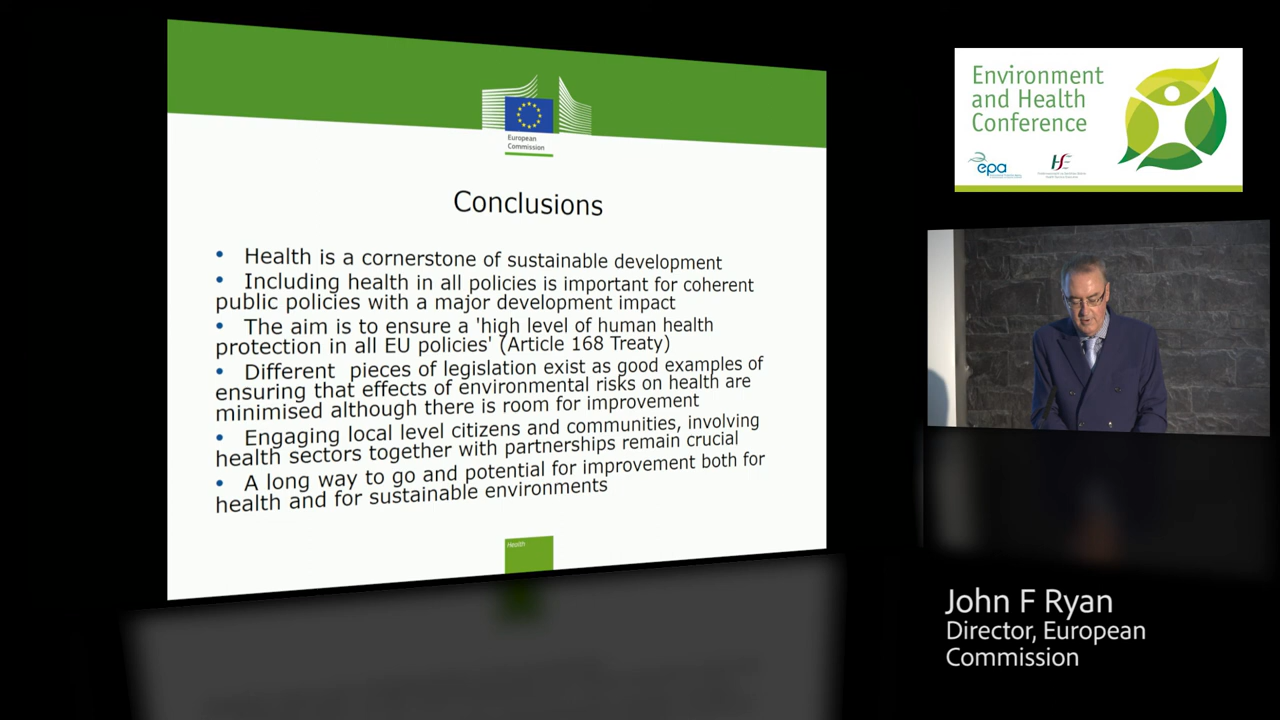 European
Commission
Conclusions
• Health is a cornerstone of sustainable development
• Including health in all policies is important for coherent
public policies with a major development impact
• The aim is to ensure a 'high level of human health
protection in all EU policies' (Article 168 Treaty)
• Different pieces of legislation exist as good examples of
ensuring that effects of environmental risks on health are
minimised although there is room for improvement
• Engaging local level citizens and communities, involving
health sectors together with partnerships remain crucial
• A long way to go and potential for improvement both for
health and for sustainable environments
Health
Environment
and Health
Conference
epa
John F Ryan
Director, European
Commission